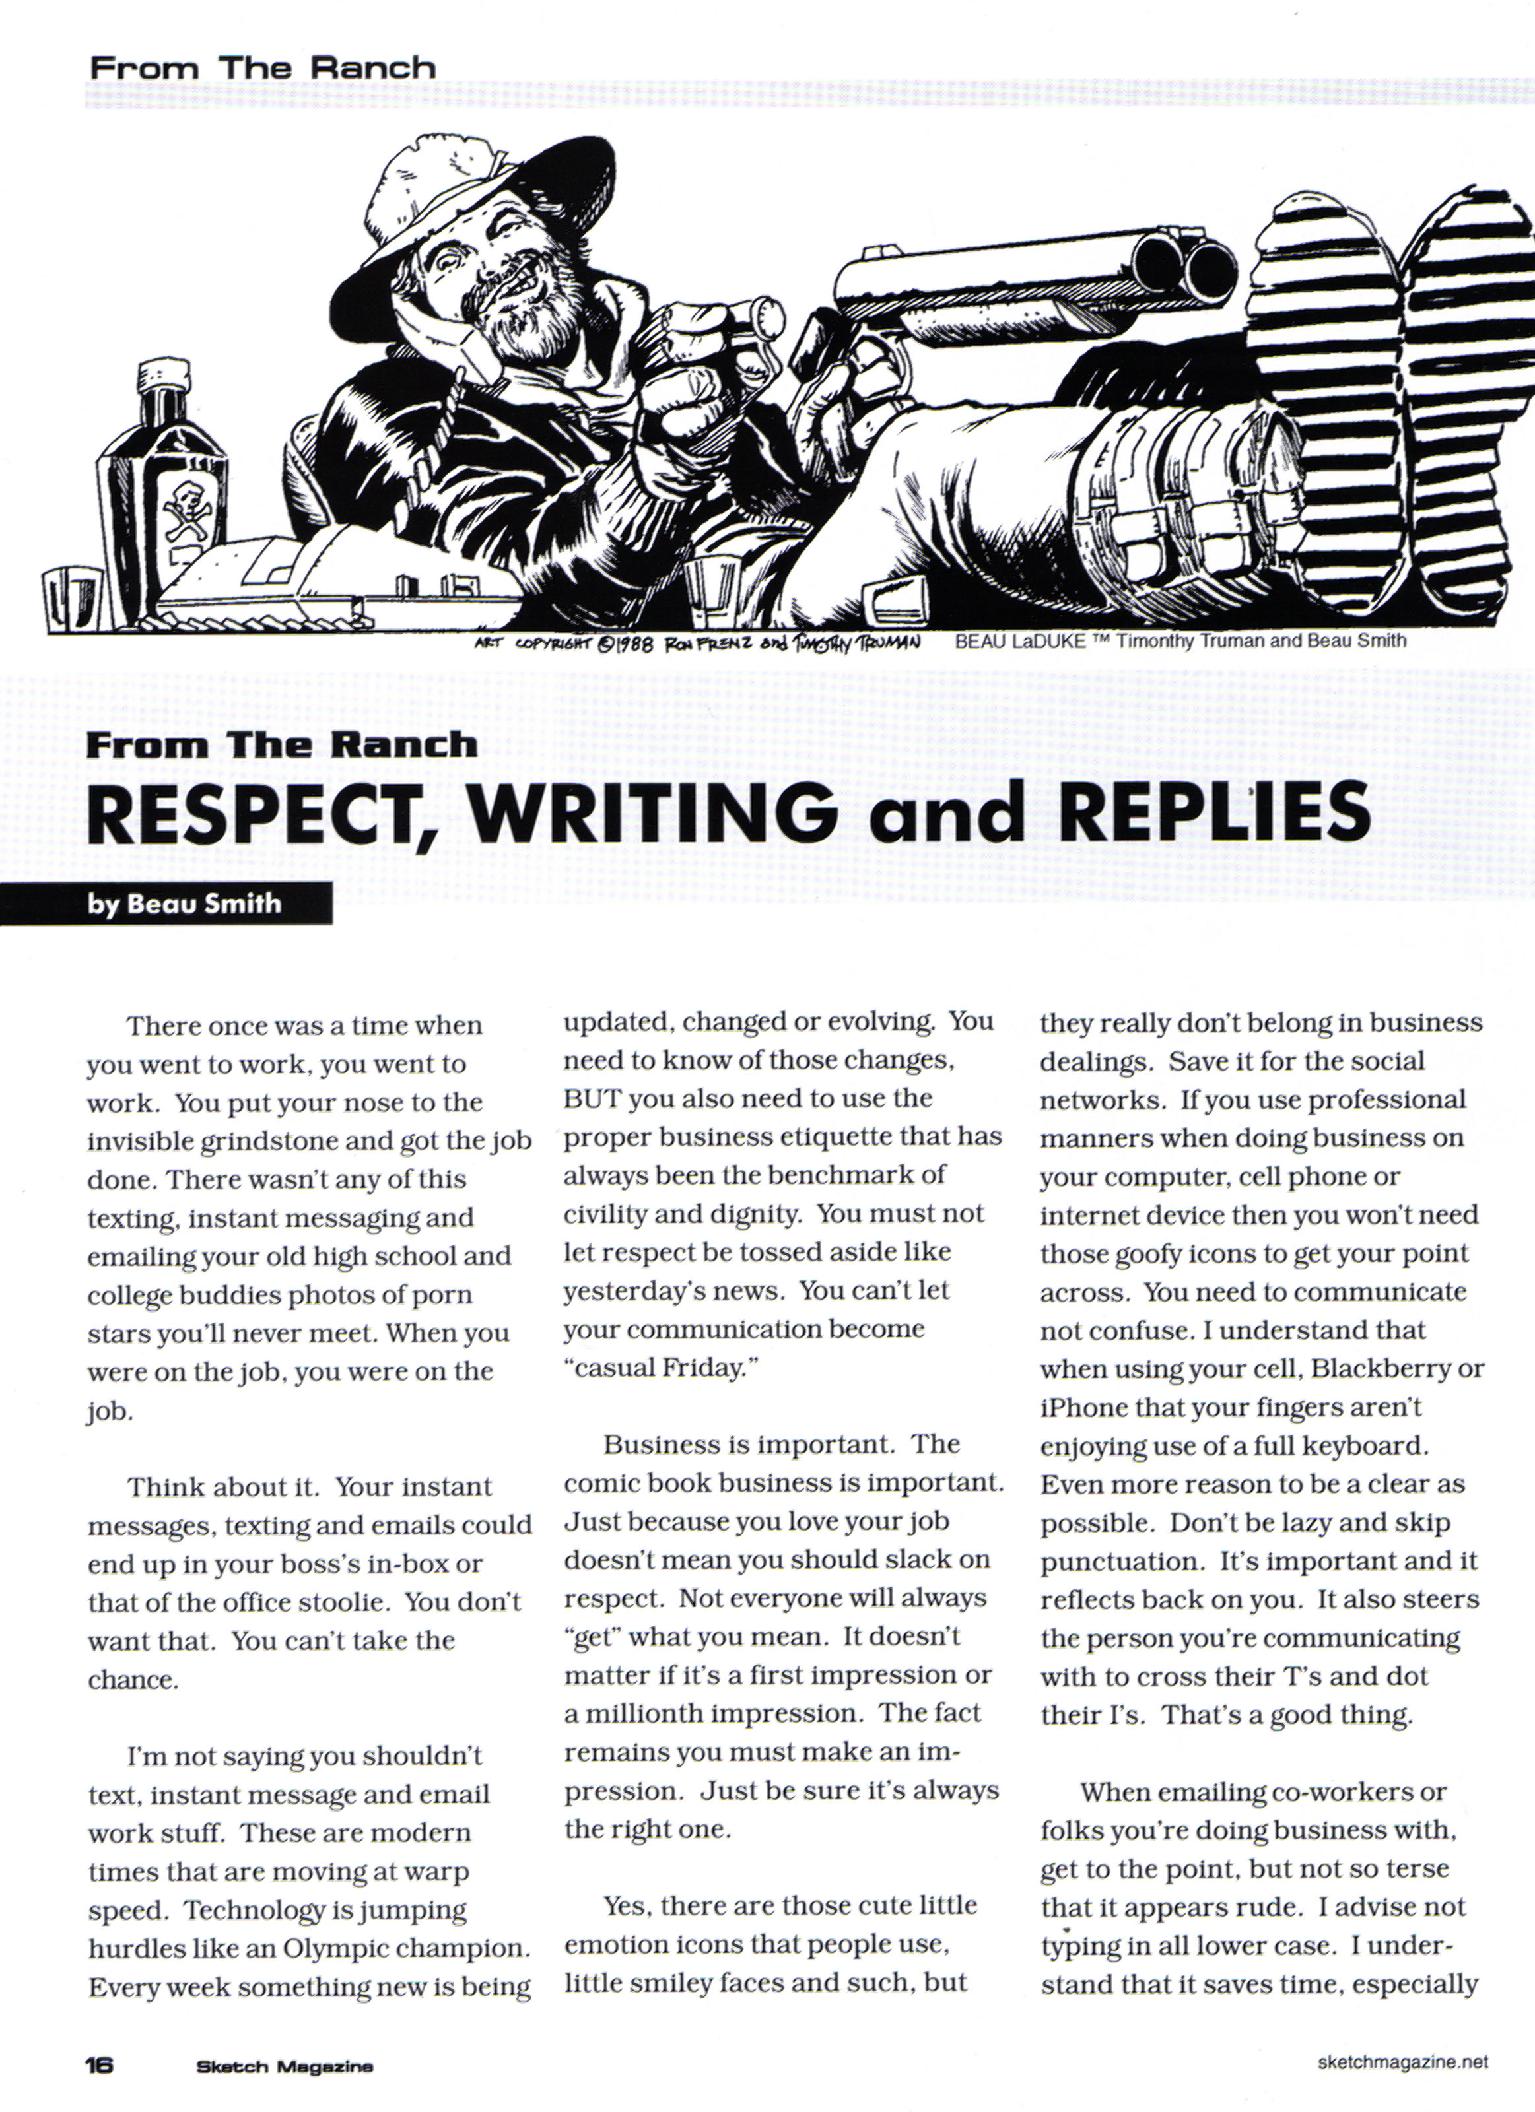 From The Ranch
ART COPYRIGHT ©1988 RON FRENZ and TIMOTHY TRUMAN
BEAU LaDUKE ™ Timonthy Truman and Beau Smith
From The Ranch
RESPECT, WRITING and REPLIES
by Beau Smith
There once was a time when
you went to work, you went to
work. You put your nose to the
invisible grindstone and got the job
done. There wasn't any of this
texting, instant messaging and
emailing your old high school and
college buddies photos of porn
stars you'll never meet. When you
were on the job, you were on the
job.
Think about it. Your instant
messages, texting and emails could
end up in your boss's in-box or
that of the office stoolie. You don't
want that. You can't take the
chance.
I'm not saying you shouldn't
text, instant message and email
work stuff. These are modern
times that are moving at warp
speed. Technology is jumping
hurdles like an Olympic champion.
Every week something new is being
updated, changed or evolving. You
need to know of those changes,
BUT you also need to use the
proper business etiquette that has
always been the benchmark of
civility and dignity. You must not
let respect be tossed aside like
yesterday's news. You can't let
your communication become
“casual Friday.”
Business is important. The
comic book business is important.
Just because you love your job
doesn't mean you should slack on
respect. Not everyone will always
“get” what you mean. It doesn't
matter if it's a first impression or
a millionth impression. The fact
remains you must make an im-
pression. Just be sure it's always
the right one.
Yes, there are those cute little
emotion icons that people use,
little smiley faces and such, but
they really don't belong in business
dealings. Save it for the social
networks. If you use professional
manners when doing business on
your computer, cell phone or
internet device then you won't need
those goofy icons to get your point
across. You need to communicate
not confuse. I understand that
when using your cell, Blackberry or
iPhone that your fingers aren't
enjoying use of a full keyboard.
Even more reason to be a clear as
possible. Don't be lazy and skip
punctuation. It's important and it
reflects back on you. It also steers
the person you're communicating
with to cross their T's and dot
their I's. That's a good thing.
When emailing co-workers or
folks you're doing business with,
get to the point, but not so terse
that it appears rude. I advise not
typing in all lower case. I under-
stand that it saves time, especially
16
Sketch Magazine
sketchmagazine.net